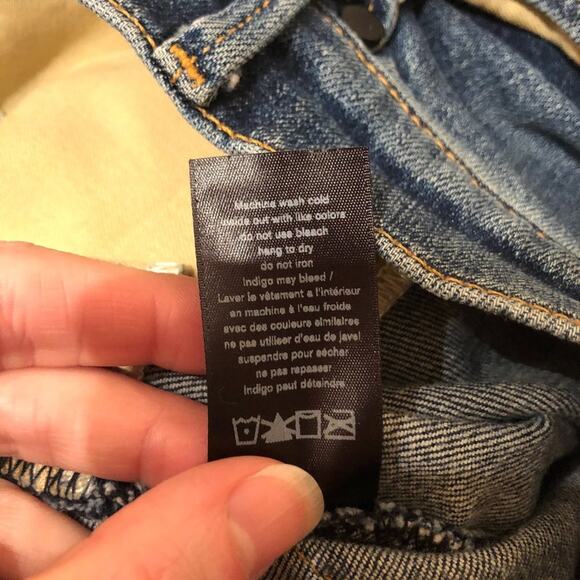 Machine wash cold
inside out with like colors
do not use bleach
hang to dry
do not iron
Indigo may bleed /
Laver le vêtement a l'intérieur
en machine à l'eau froide
avec des couleurs similaires
ne pas utiliser d'eau de javel
suspendre pour sécher
ne pas repasser
Indigo peut déteindre